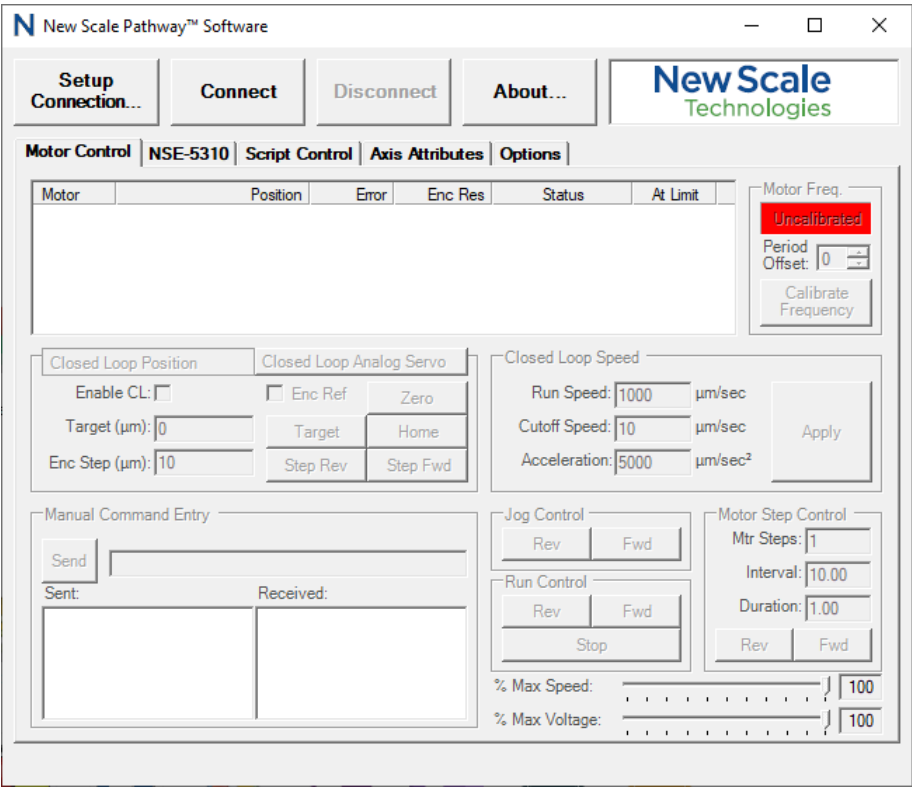 New Scale Pathway™ Software
Setup Connection...
Connect
Disconnect
About...
New Scale
Technologies
Motor Control
NSE-5310
Script Control
Axis Attributes
Options
Motor Position Error Enc Res Status At Limit
Motor Freq.
Uncalibrated
Period Offset: 0
Calibrate Frequency
Closed Loop Position
Closed Loop Analog Servo
Enable CL:
Enc Ref
Zero
Target (µm): 0
Target
Home
Enc Step (µm): 10
Step Rev
Step Fwd
Closed Loop Speed
Run Speed: 1000 µm/sec
Cutoff Speed: 10 µm/sec
Acceleration: 5000 µm/sec²
Apply
Manual Command Entry
Send
Sent:
Received:
Jog Control
Rev
Fwd
Run Control
Rev
Fwd
Stop
Motor Step Control
Mtr Steps: 1
Interval: 10.00
Duration: 1.00
Rev
Fwd
% Max Speed: 100
% Max Voltage: 100